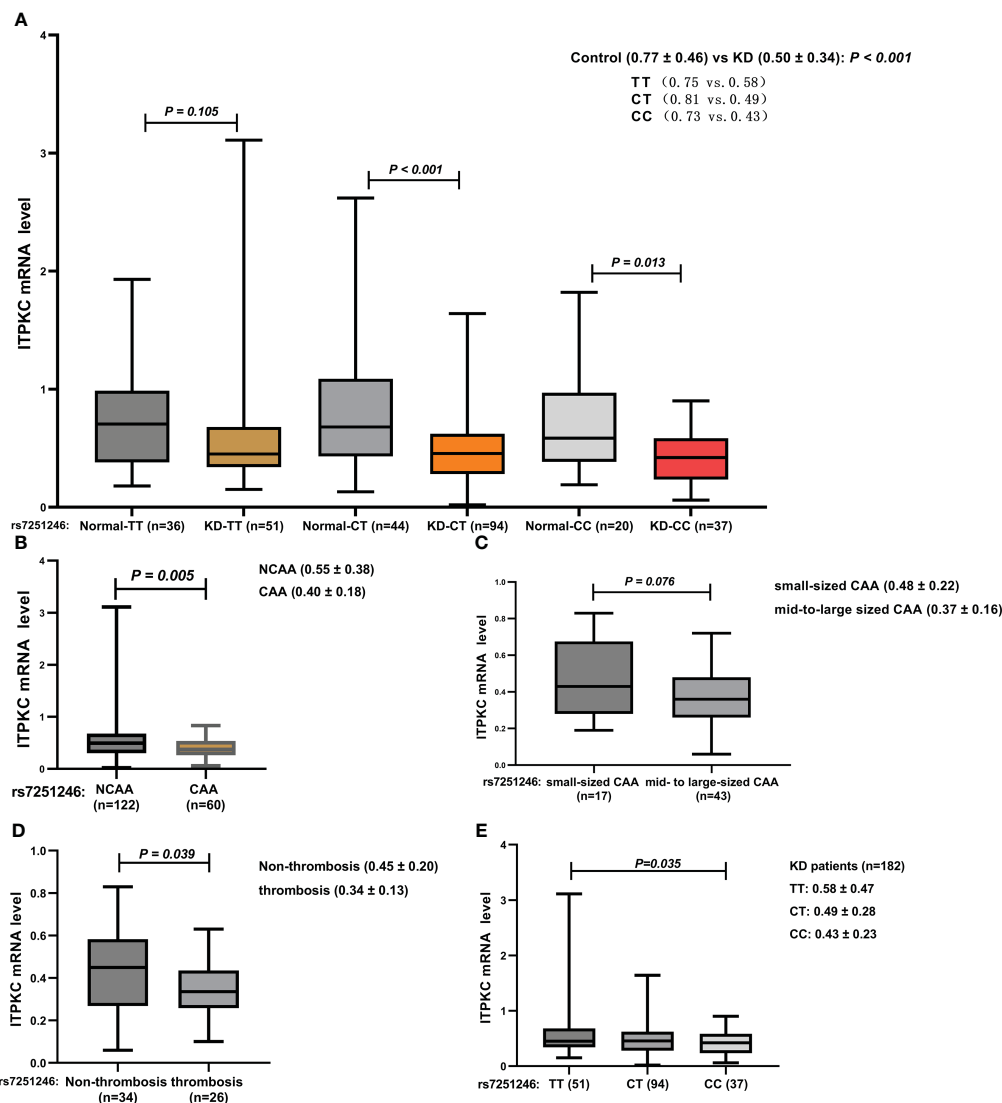 A
Control (0.77 ± 0.46) vs KD (0.50 ± 0.34): P < 0.001
TT (0.75 vs.0.58)
CT (0.81 vs.0.49)
CC (0.73 vs.0.43)
P = 0.105
P < 0.001
P = 0.013
ITPKC mRNA level
4
3
2
1
0
rs7251246: Normal-TT (n=36) KD-TT (n=51) Normal-CT (n=44) KD-CT (n=94) Normal-CC (n=20) KD-CC (n=37)
B
P = 0.005
NCAA (0.55 ± 0.38)
CAA (0.40 ± 0.18)
ITPKC mRNA level
4
3
2
1
0
rs7251246: NCAA CAA
(n=122) (n=60)
C
P = 0.076
small-sized CAA (0.48 ± 0.22)
mid-to-large sized CAA (0.37 ± 0.16)
ITPKC mRNA level
1.0
0.8
0.6
0.4
0.2
0.0
rs7251246: small-sized CAA mid- to large-sized CAA
(n=17) (n=43)
D
P = 0.039
Non-thrombosis (0.45 ± 0.20)
thrombosis (0.34 ± 0.13)
ITPKC mRNA level
1.0
0.8
0.6
0.4
0.2
0.0
rs7251246: Non-thrombosis thrombosis
(n=34) (n=26)
E
P=0.035
KD patients (n=182)
TT: 0.58 ± 0.47
CT: 0.49 ± 0.28
CC: 0.43 ± 0.23
ITPKC mRNA level
4
3
2
1
0
rs7251246: TT (51) CT (94) CC (37)